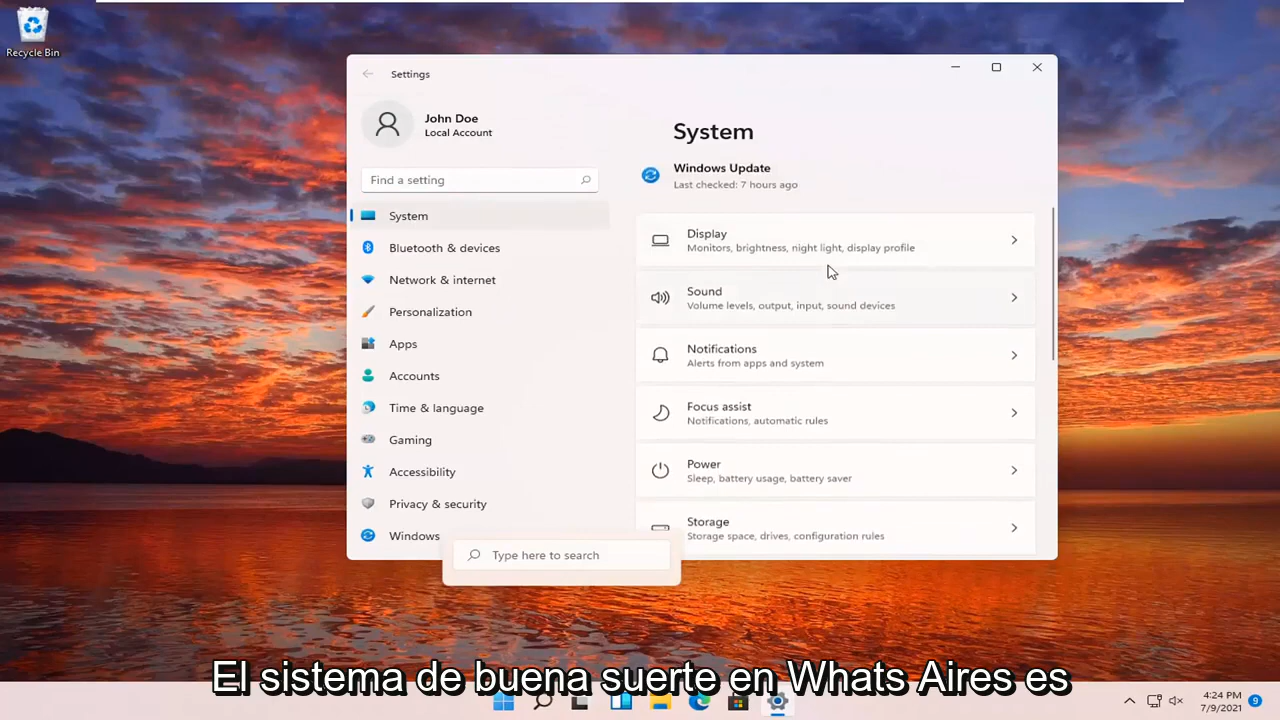 Recycle Bin
Settings
John Doe
Local Account
Find a setting
System
Bluetooth & devices
Network & internet
Personalization
Apps
Accounts
Time & language
Gaming
Accessibility
Privacy & security
Windows
System
Windows Update
Last checked: 7 hours ago
Display
Monitors, brightness, night light, display profile
Sound
Volume levels, output, input, sound devices
Notifications
Alerts from apps and system
Focus assist
Notifications, automatic rules
Power
Sleep, battery usage, battery saver
Storage
Storage space, drives, configuration rules
Type here to search
El sistema de buena suerte en Whats Aires es
4:24 PM
7/9/2021
9